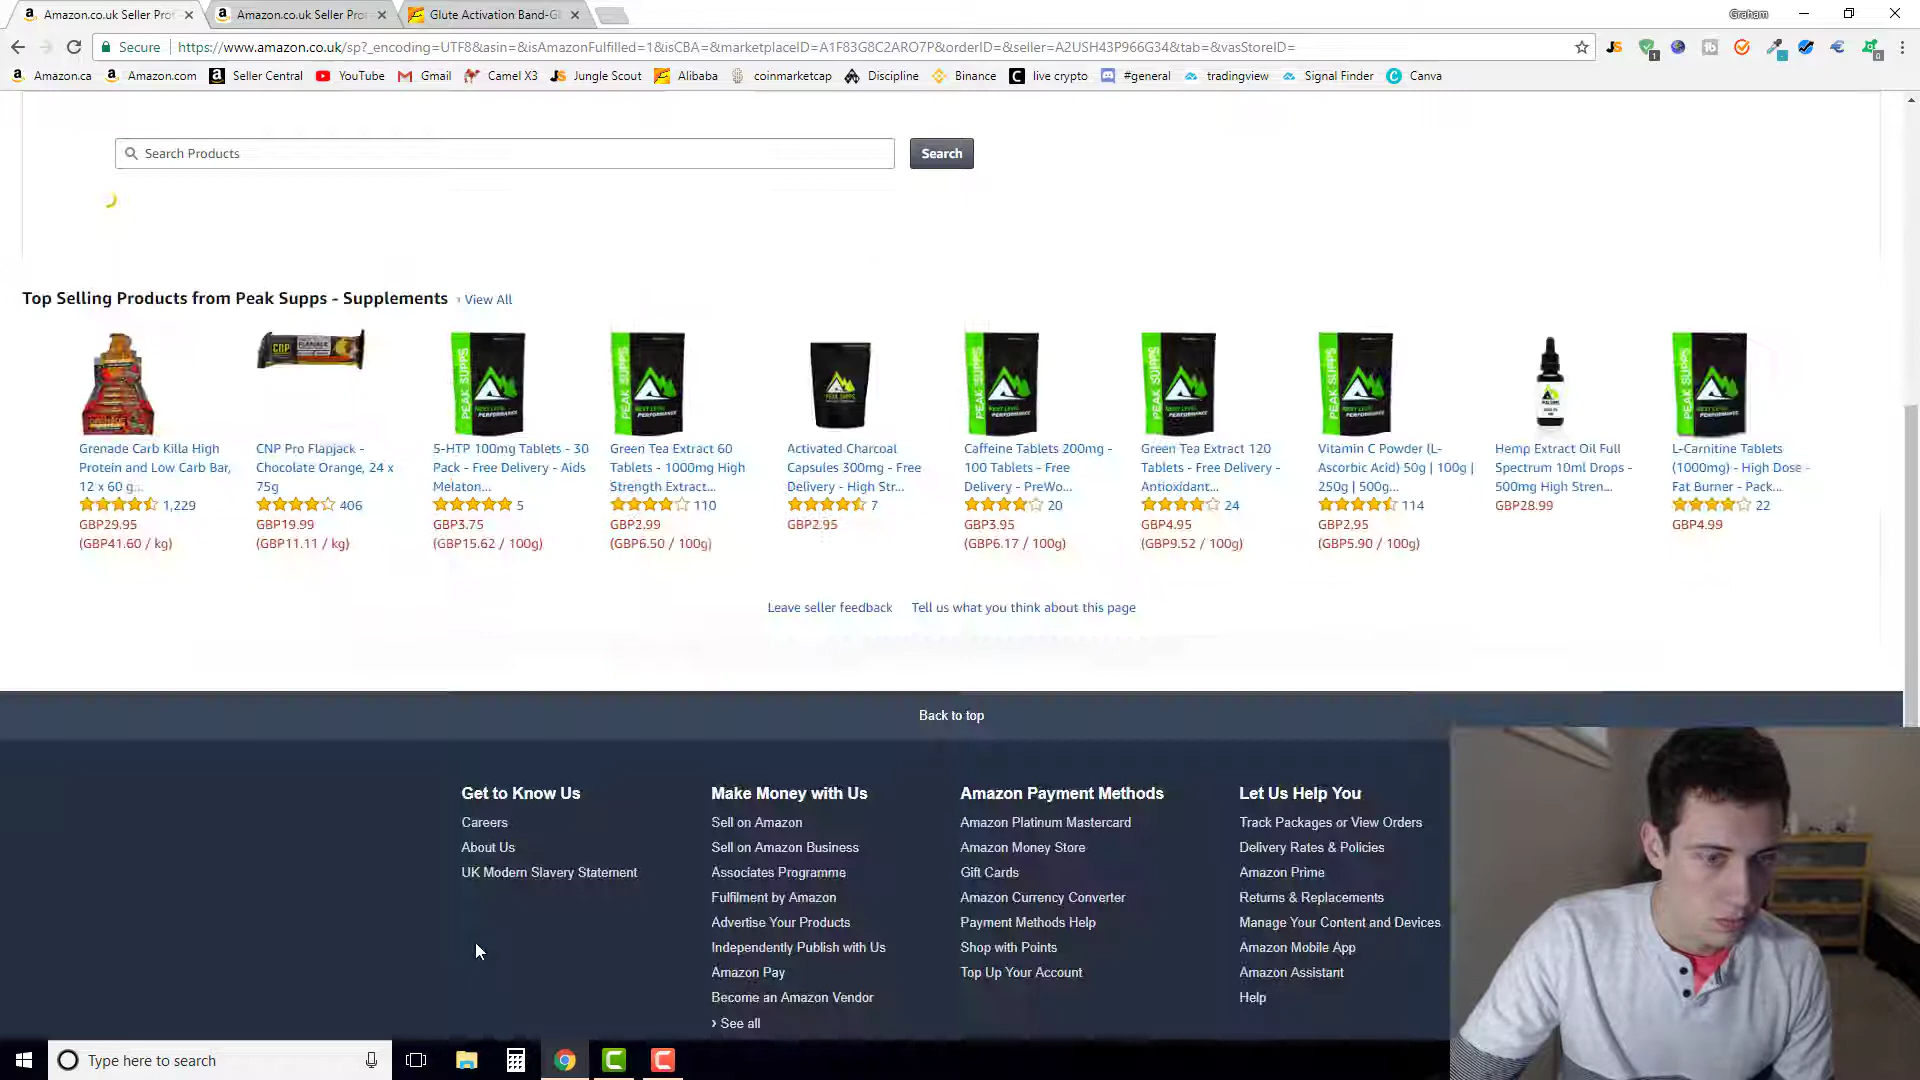 Amazon.co.uk Seller Pro
Amazon.co.uk Seller Pro
Glute Activation Band-Gl
Graham
Secure
https://www.amazon.co.uk/sp?_encoding=UTF8&asin=&isAmazonFulfilled=1&isCBA=&marketplaceID=A1F83G8C2ARO7P&orderID=&seller=A2USH43P966G34&tab=&vasStoreID=
Amazon.ca Amazon.com Seller Central YouTube Gmail Camel X3 Jungle Scout Alibaba coinmarketcap Discipline Binance live crypto #general tradingview Signal Finder Canva
Search Products
Search
Top Selling Products from Peak Supps - Supplements › View All
Grenade Carb Killa High
Protein and Low Carb Bar,
12 x 60 g...
1,229
GBP29.95
(GBP41.60 / kg)
CNP Pro Flapjack -
Chocolate Orange, 24 x
75g
406
GBP19.99
(GBP11.11 / kg)
5-HTP 100mg Tablets - 30
Pack - Free Delivery - Aids
Melaton...
5
GBP3.75
(GBP15.62 / 100g)
Green Tea Extract 60
Tablets - 1000mg High
Strength Extract...
110
GBP2.99
(GBP6.50 / 100g)
Activated Charcoal
Capsules 300mg - Free
Delivery - High Str...
7
GBP2.95
Caffeine Tablets 200mg -
100 Tablets - Free
Delivery - PreWo...
20
GBP3.95
(GBP6.17 / 100g)
Green Tea Extract 120
Tablets - Free Delivery -
Antioxidant...
24
GBP4.95
(GBP9.52 / 100g)
Vitamin C Powder (L-
Ascorbic Acid) 50g | 100g |
250g | 500g...
114
GBP2.95
(GBP5.90 / 100g)
Hemp Extract Oil Full
Spectrum 10ml Drops -
500mg High Stren...
GBP28.99
L-Carnitine Tablets
(1000mg) - High Dose -
Fat Burner - Pack...
22
GBP4.99
Leave seller feedback Tell us what you think about this page
Back to top
Get to Know Us
Careers
About Us
UK Modern Slavery Statement
Make Money with Us
Sell on Amazon
Sell on Amazon Business
Associates Programme
Fulfilment by Amazon
Advertise Your Products
Independently Publish with Us
Amazon Pay
Become an Amazon Vendor
› See all
Amazon Payment Methods
Amazon Platinum Mastercard
Amazon Money Store
Gift Cards
Amazon Currency Converter
Payment Methods Help
Shop with Points
Top Up Your Account
Let Us Help You
Track Packages or View Orders
Delivery Rates & Policies
Amazon Prime
Returns & Replacements
Manage Your Content and Devices
Amazon Mobile App
Amazon Assistant
Help
Type here to search